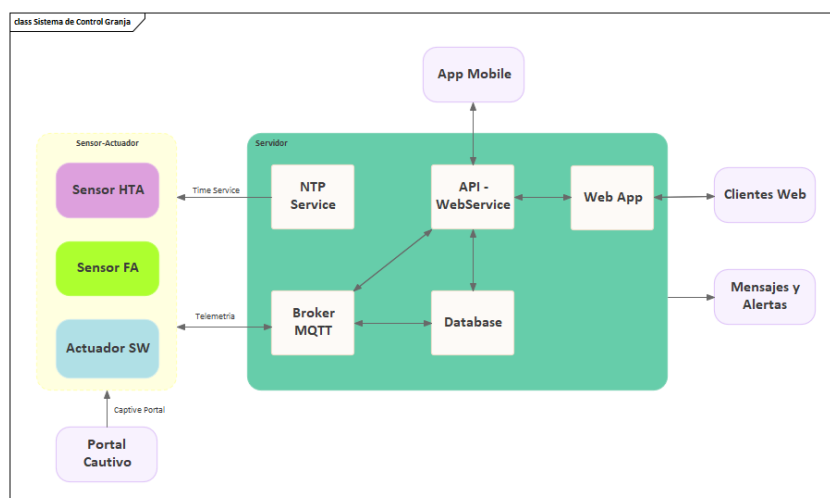 class Sistema de Control Granja
App Mobile
Sensor-Actuador
Servidor
Sensor HTA
Time Service
NTP
Service
API -
WebService
Web App
Clientes Web
Sensor FA
Mensajes y
Alertas
Actuador SW
Telemetría
Broker
MQTT
Database
Captive Portal
Portal
Cautivo